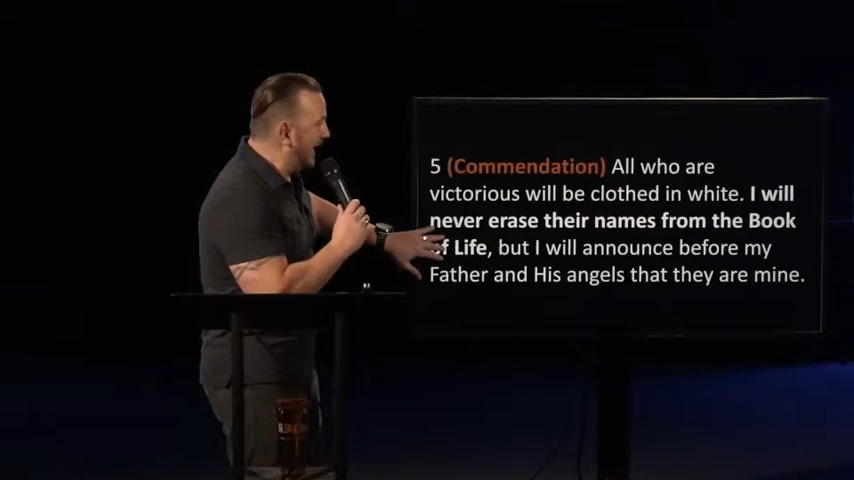 5 (Commendation) All who are
victorious will be clothed in white. I will
never erase their names from the Book
of Life, but I will announce before my
Father and His angels that they are mine.